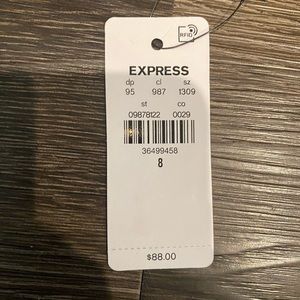 RFID
EXPRESS
dp cl sz
95 987 1309
st co
09878122 0029
36499458
8
$88.00